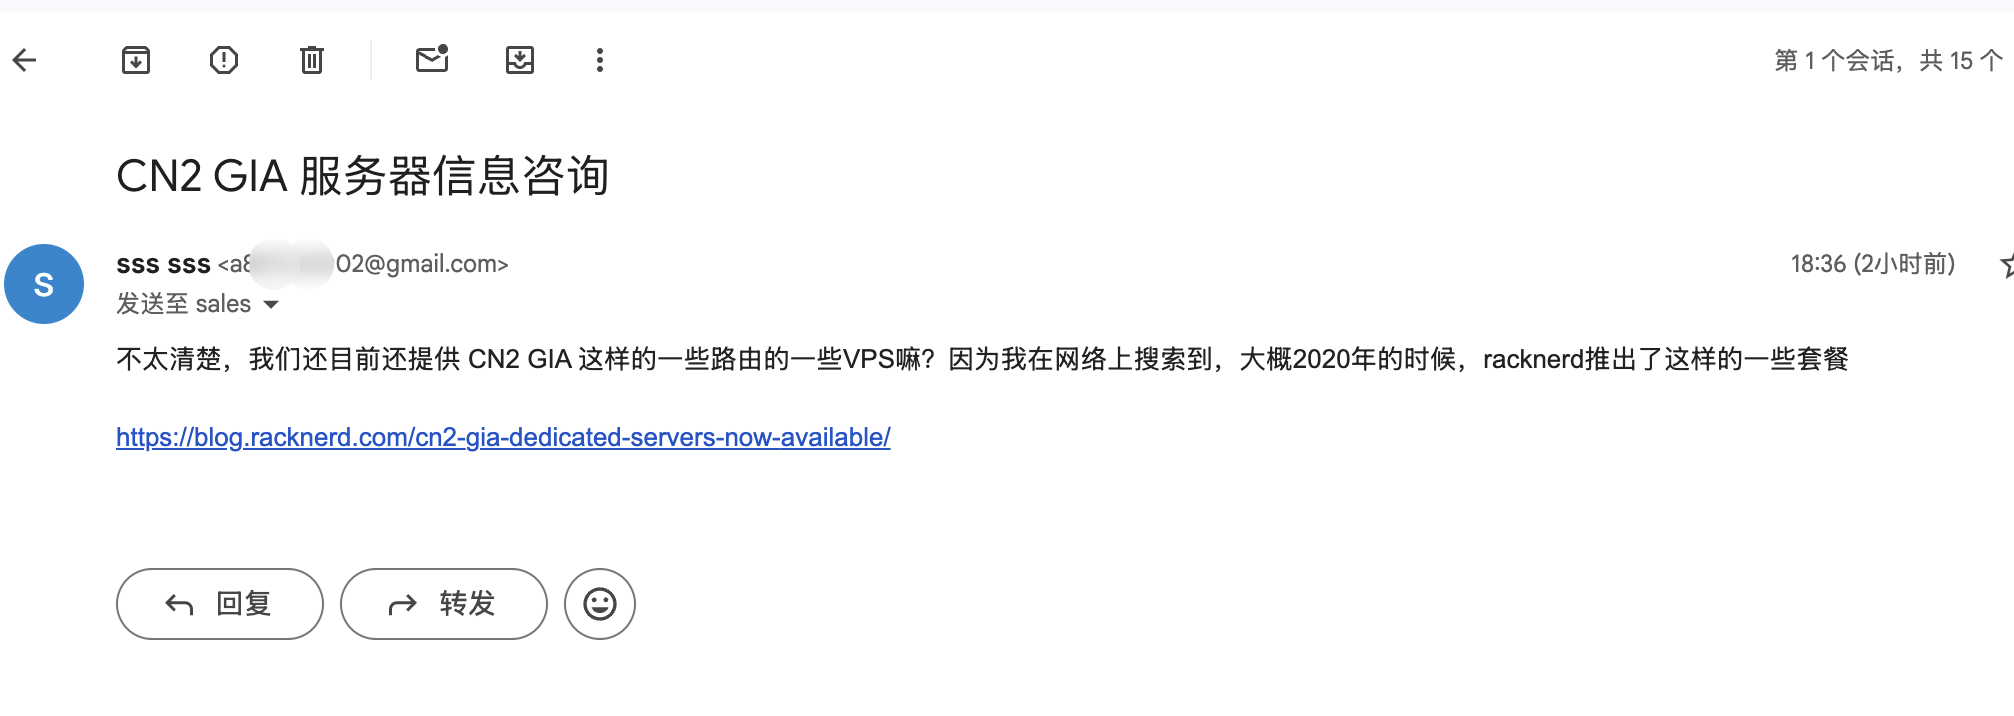 第 1 个会话，共 15 个
CN2 GIA 服务器信息咨询
S
sss sss <a8 02@gmail.com>
18:36 (2小时前)
发送至 sales
不太清楚，我们还目前还提供 CN2 GIA 这样的一些路由的一些VPS嘛？因为我在网络上搜索到，大概2020年的时候，racknerd推出了这样的一些套餐
https://blog.racknerd.com/cn2-gia-dedicated-servers-now-available/
回复
转发